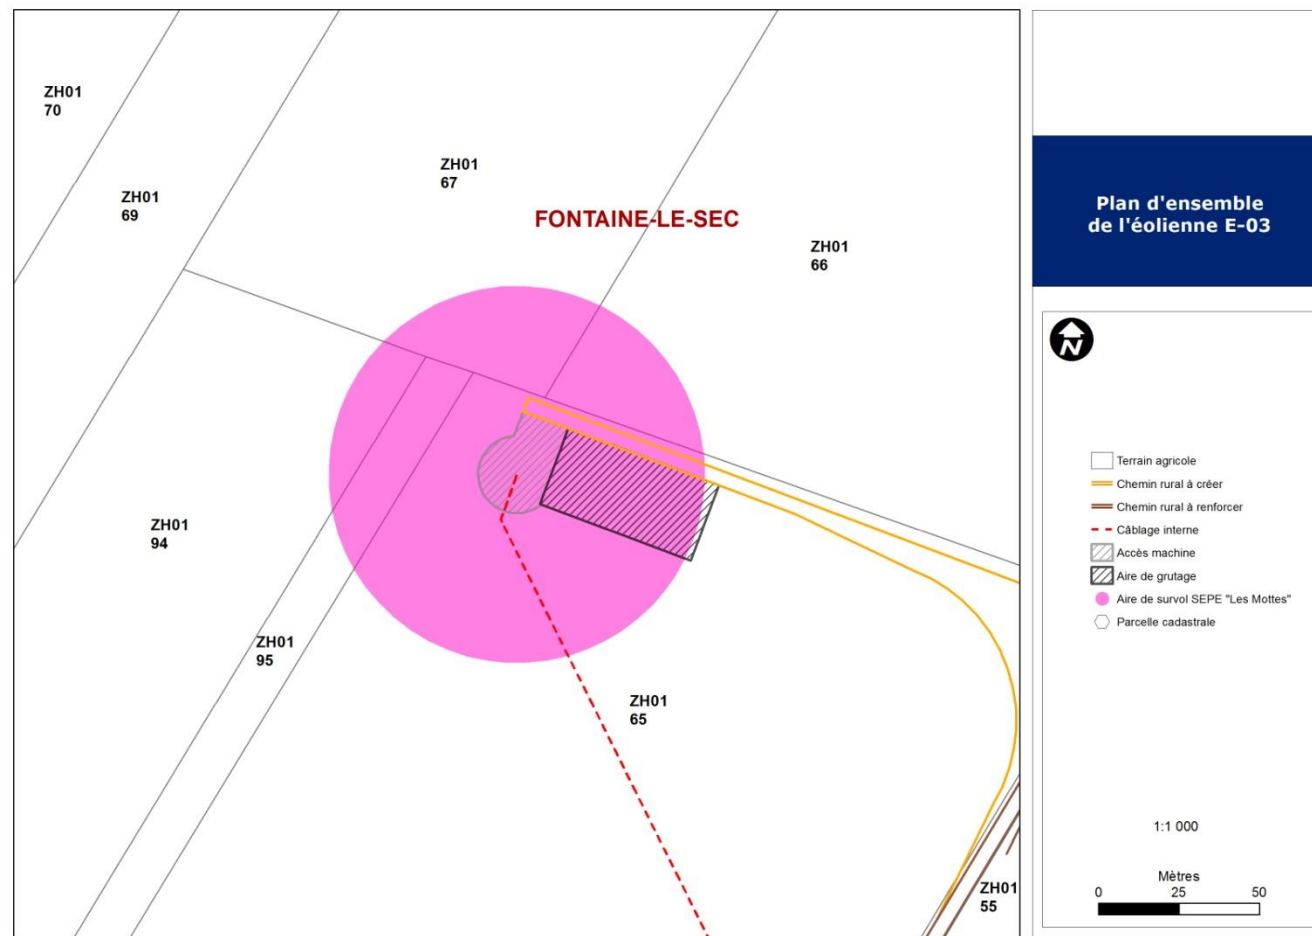 ZH01
70
ZH01
69
ZH01
67
FONTAINE-LE-SEC
ZH01
66
ZH01
94
ZH01
95
ZH01
65
ZH01
55
Plan d'ensemble
de l'éolienne E-03
N
Terrain agricole
Chemin rural à créer
Chemin rural à renforcer
Câblage interne
Accès machine
Aire de grutage
Aire de survol SEPE "Les Mottes"
Parcelle cadastrale
1:1 000
Mètres
0 25 50